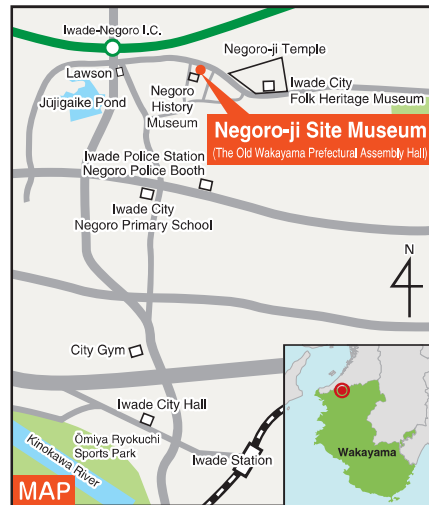 Iwade-Negoro I.C.
Negoro-ji Temple
Lawson
Jūjigaike Pond
Negoro
History
Museum
Iwade City
Folk Heritage Museum
Negoro-ji Site Museum
(The Old Wakayama Prefectural Assembly Hall)
Iwade Police Station
Negoro Police Booth
Iwade City
Negoro Primary School
N
City Gym
Iwade City Hall
Ōmiya Ryokuchi
Sports Park
Iwade Station
Kinokawa River
Wakayama
MAP